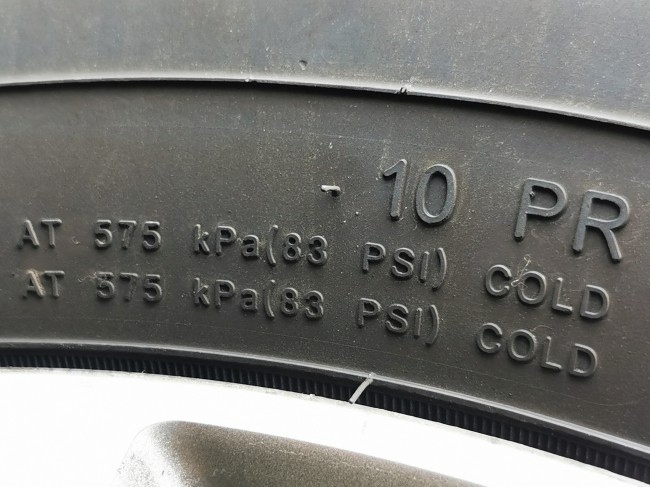 - 10 PR
AT 575 kPa(83 PSI) COLD
AT 575 kPa(83 PSI) COLD